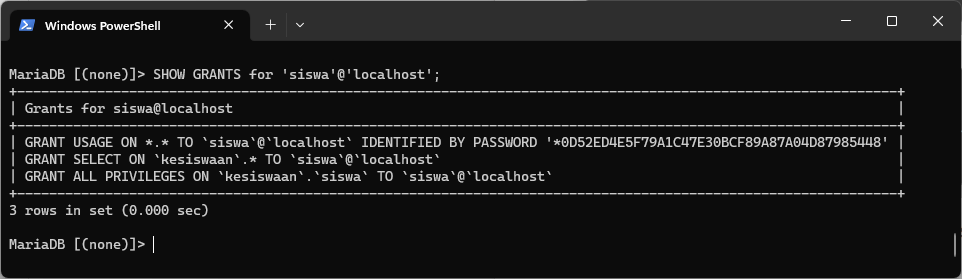 Windows PowerShell
MariaDB [(none)]> SHOW GRANTS for 'siswa'@'localhost';
+--------------------------------------------------------------------------------------------------------------+
| Grants for siswa@localhost                                                                                   |
+--------------------------------------------------------------------------------------------------------------+
| GRANT USAGE ON *.* TO `siswa`@`localhost` IDENTIFIED BY PASSWORD '*0D52ED4E5F79A1C47E30BCF89A87A04D87985448' |
| GRANT SELECT ON `kesiswaan`.* TO `siswa`@`localhost`                                                         |
| GRANT ALL PRIVILEGES ON `kesiswaan`.`siswa` TO `siswa`@`localhost`                                           |
+--------------------------------------------------------------------------------------------------------------+
3 rows in set (0.000 sec)
MariaDB [(none)]>